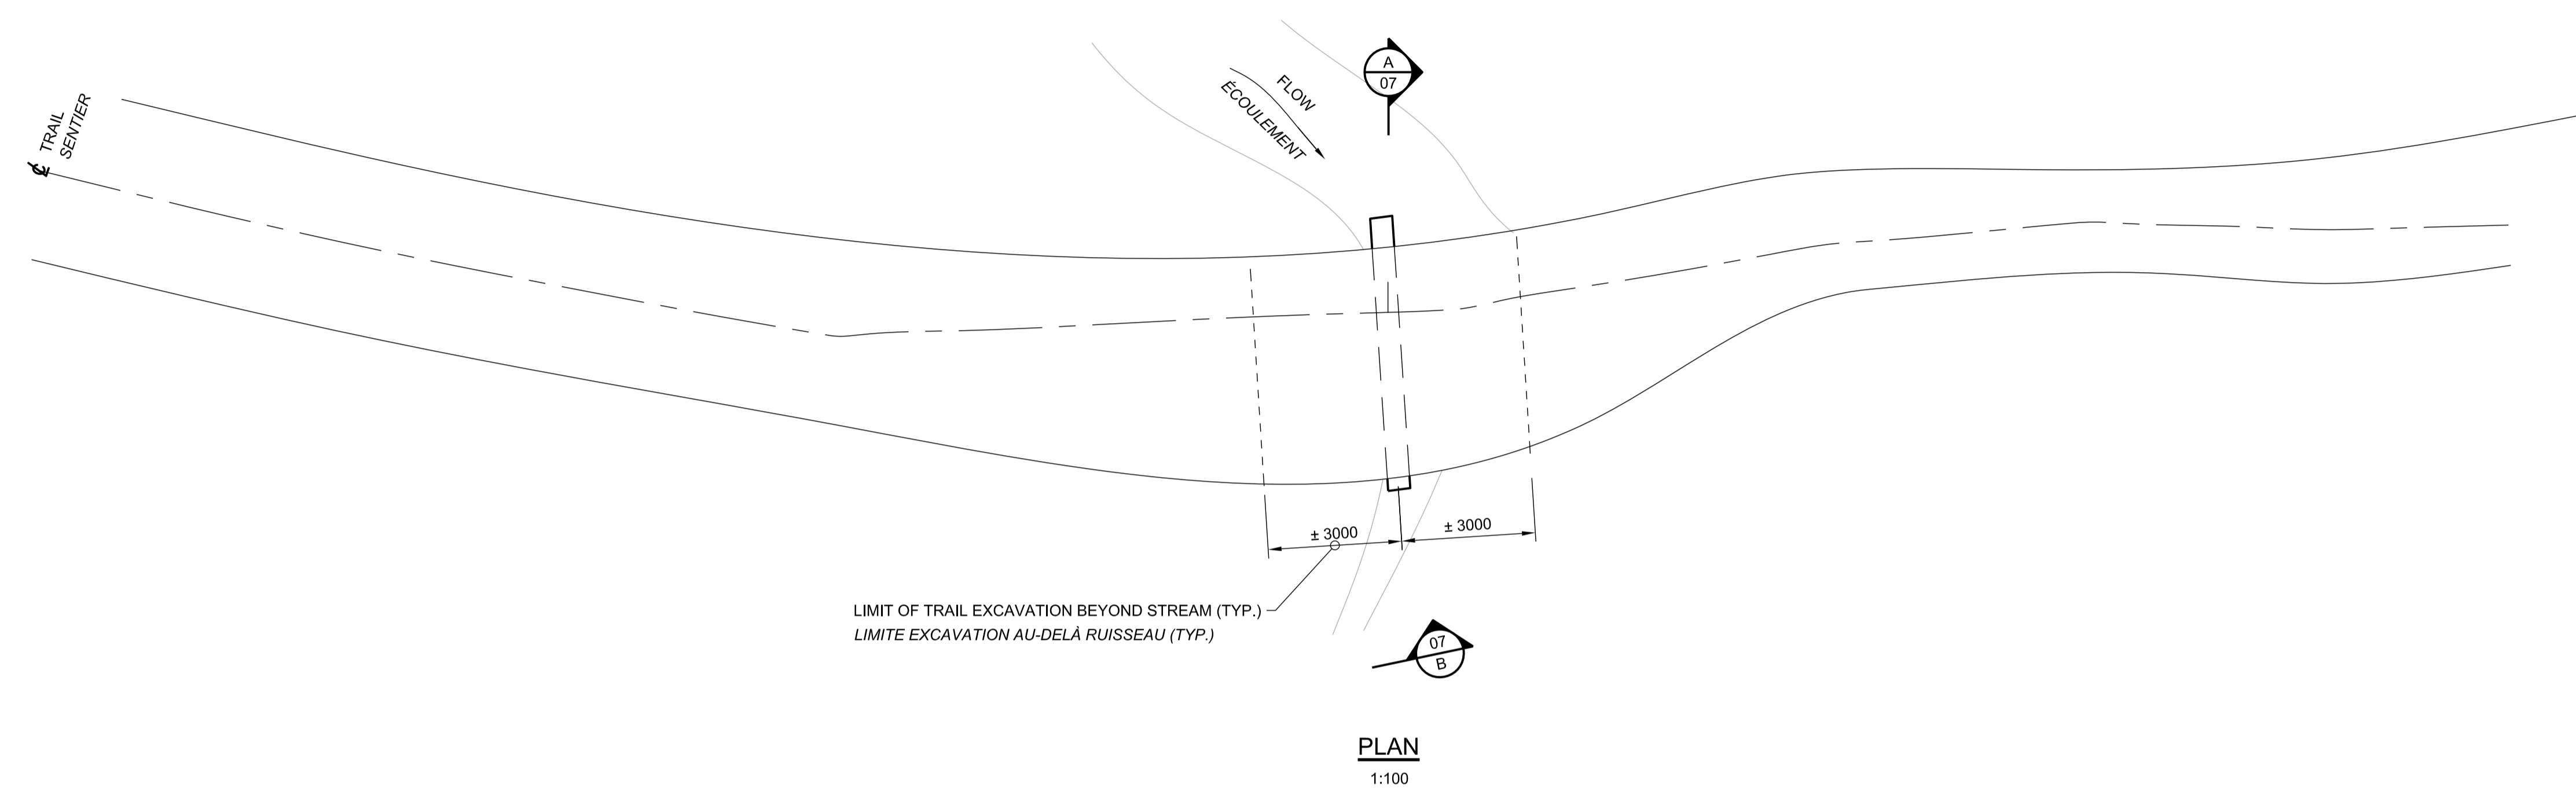 A
07
FLOW
ÉCOULEMENT
℄ TRAIL
SENTIER
± 3000
± 3000
LIMIT OF TRAIL EXCAVATION BEYOND STREAM (TYP.)
LIMITE EXCAVATION AU-DELÀ RUISSEAU (TYP.)
07
B
PLAN
1:100